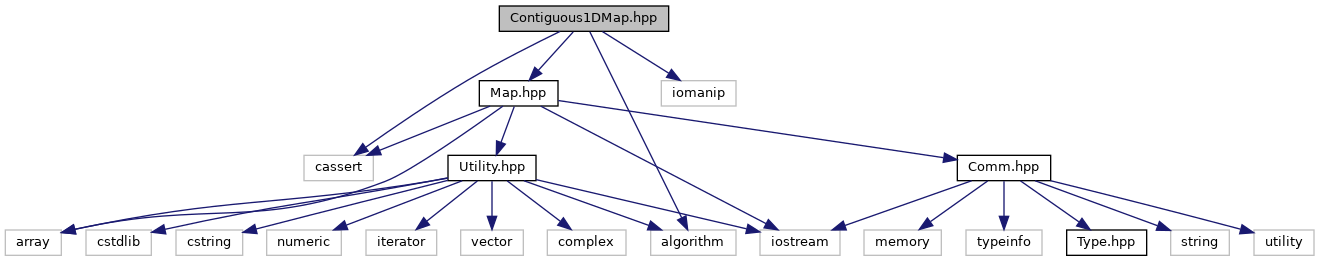 Contiguous1DMap.hpp
Map.hpp
iomanip
cassert
Utility.hpp
Comm.hpp
array
cstdlib
cstring
numeric
iterator
vector
complex
algorithm
iostream
memory
typeinfo
Type.hpp
string
utility